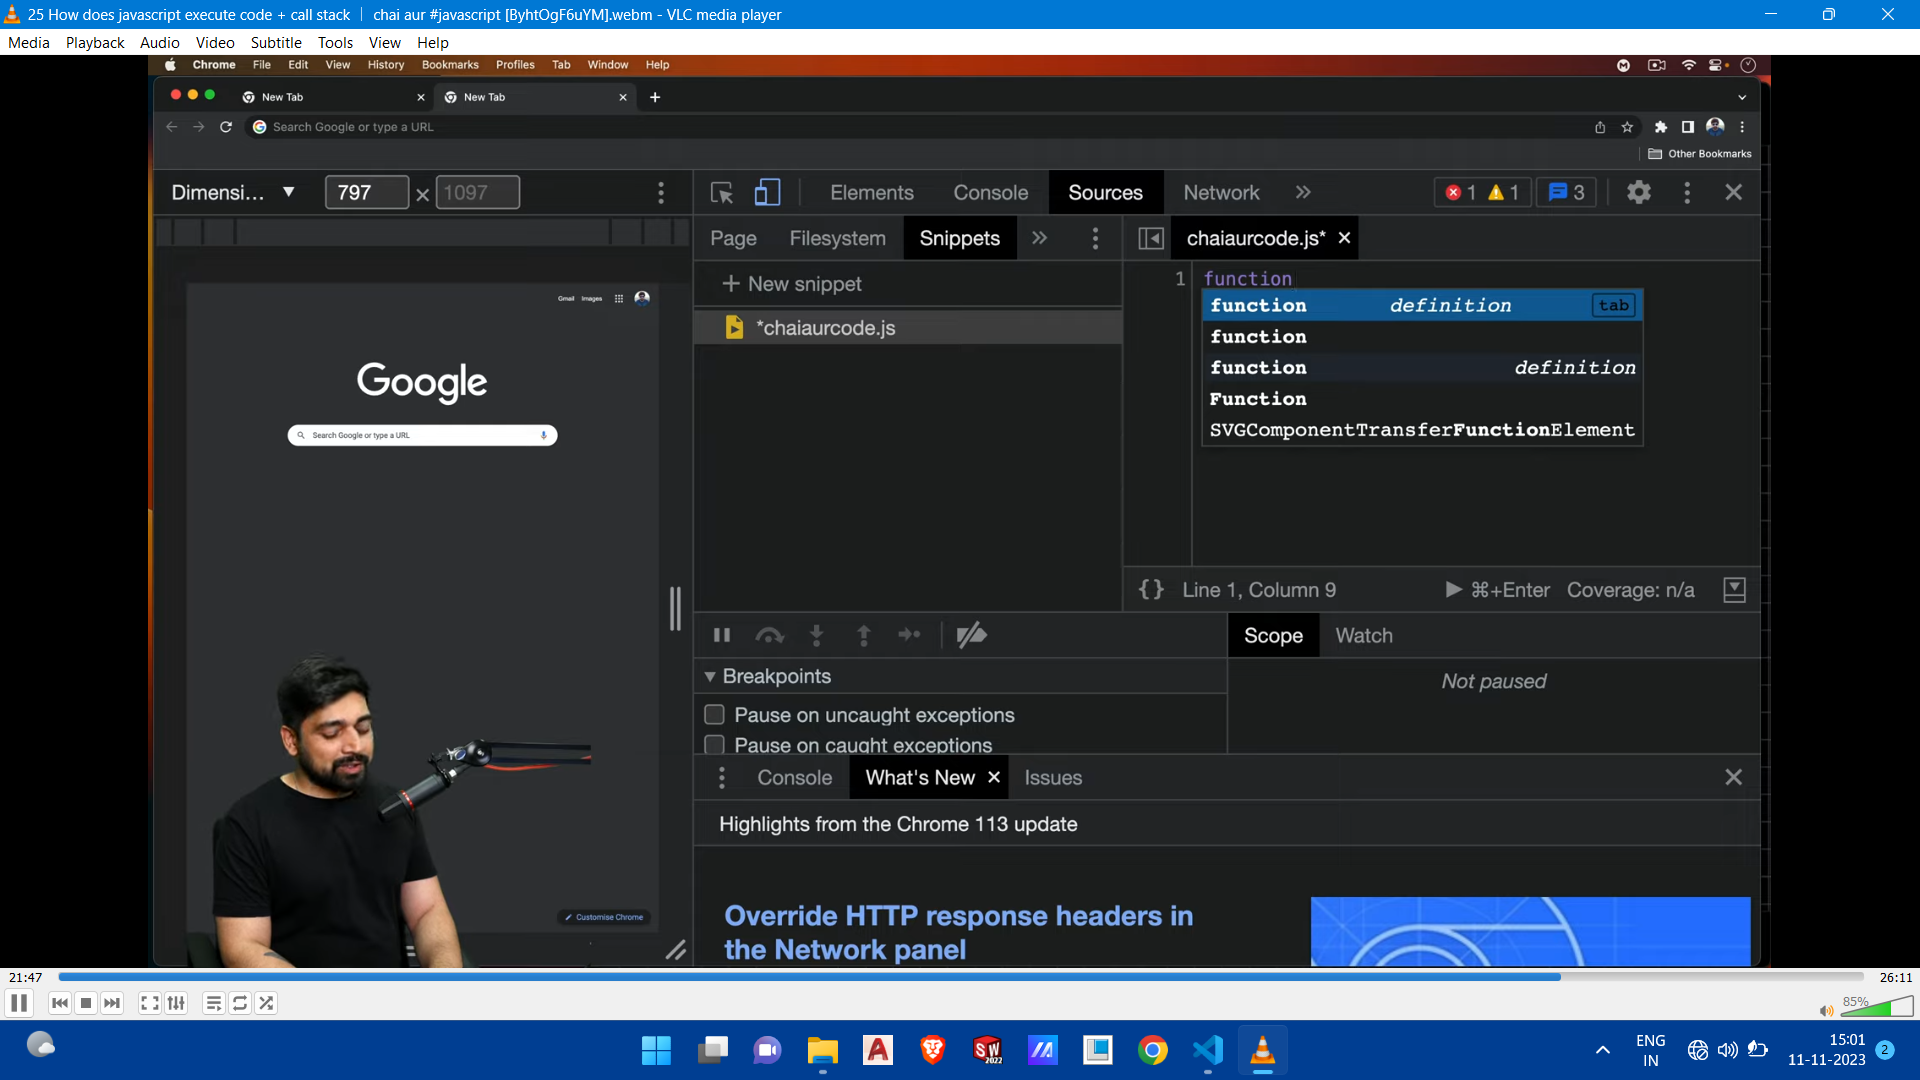 25 How does javascript execute code + call stack ｜ chai aur #javascript [ByhtOgF6uYM].webm - VLC media player
Media Playback Audio Video Subtitle Tools View Help
Chrome File Edit View History Bookmarks Profiles Tab Window Help
New Tab × New Tab × +
Search Google or type a URL
Other Bookmarks
Dimensi... ▼ 797 × 1097
Elements Console Sources Network » 1 1 3
Page Filesystem Snippets » chaiaurcode.js* ×
+ New snippet
*chaiaurcode.js
1 function
function definition tab
function
function definition
Function
SVGComponentTransferFunctionElement
Gmail Images
Google
Search Google or type a URL
{} Line 1, Column 9 ▶ ⌘+Enter Coverage: n/a
Scope Watch
Not paused
▼ Breakpoints
Pause on uncaught exceptions
Pause on caught exceptions
Console What's New × Issues
Highlights from the Chrome 113 update
Override HTTP response headers in
the Network panel
Customise Chrome
21:47 26:11
85%
SW
2022
ENG
IN
15:01
11-11-2023
2